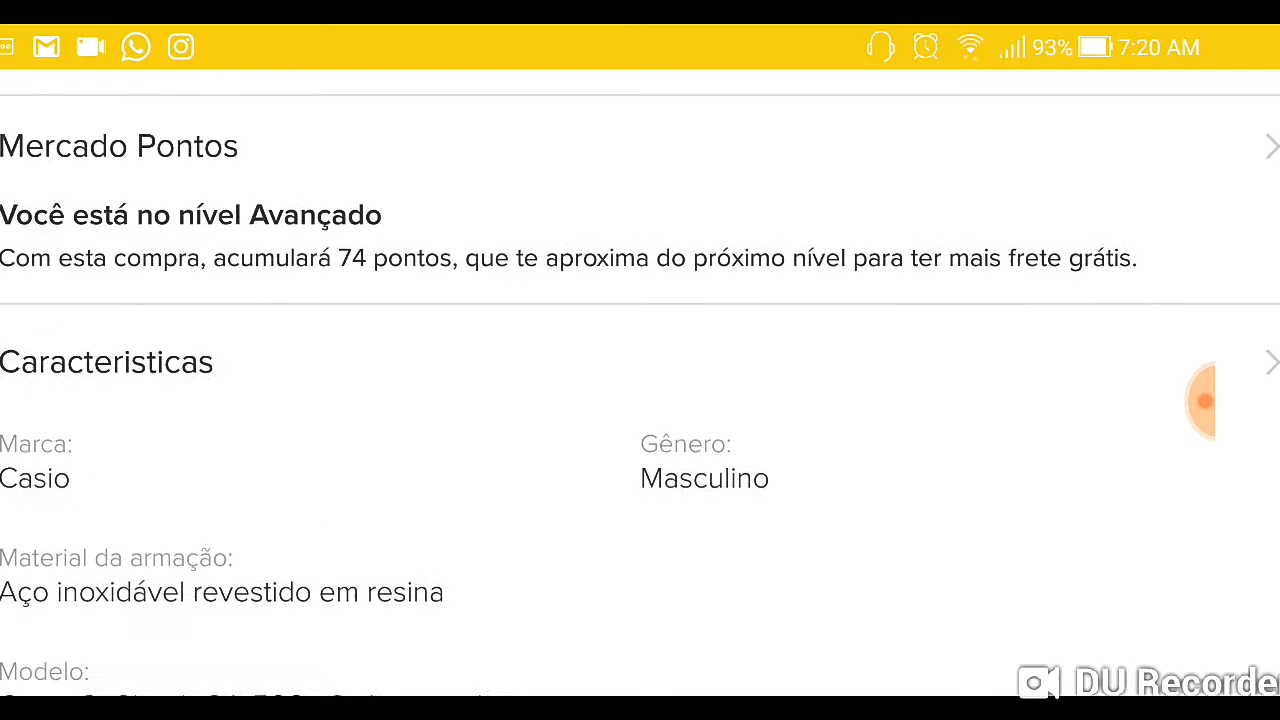 93% 7:20 AM
Mercado Pontos
Você está no nível Avançado
Com esta compra, acumulará 74 pontos, que te aproxima do próximo nível para ter mais frete grátis.
Caracteristicas
Marca:
Casio
Gênero:
Masculino
Material da armação:
Aço inoxidável revestido em resina
Modelo:
DU Recorde